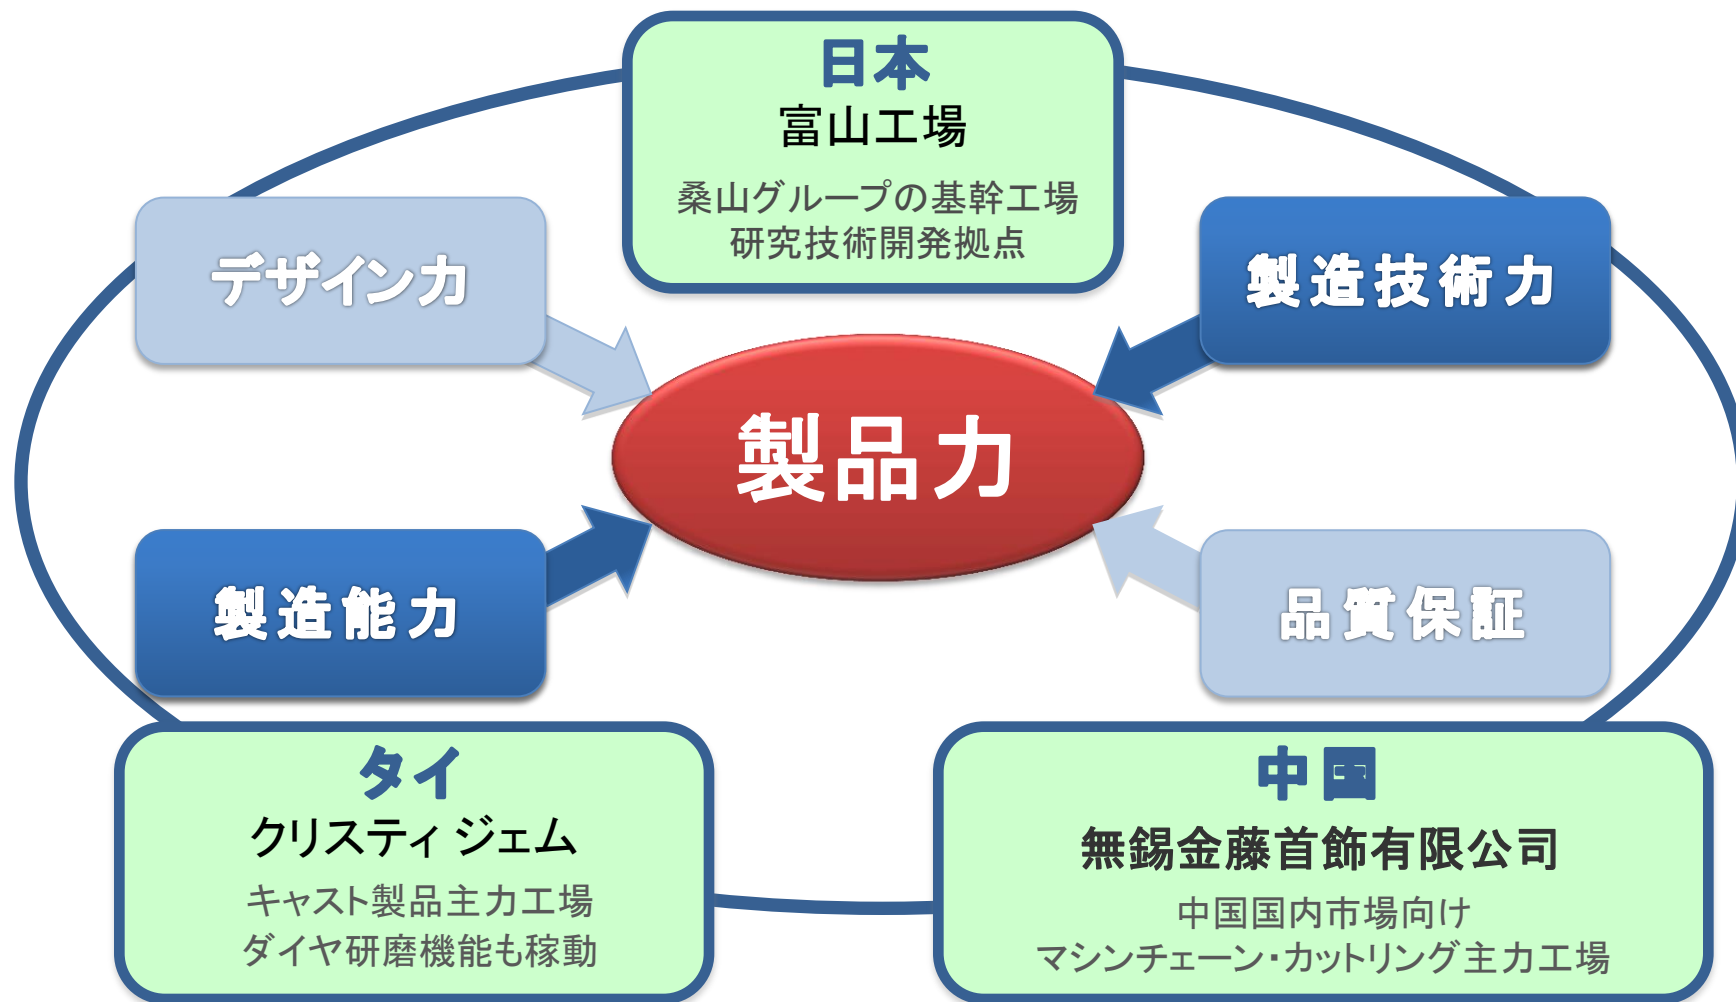 日本
富山工場
桑山グループの基幹工場
研究技術開発拠点
デザイン力
製造技術力
製品力
製造能力
品質保証
タイ
クリスティ ジェム
キャスト製品主力工場
ダイヤ研磨機能も稼動
中国
無錫金藤首飾有限公司
中国国内市場向け
マシンチェーン・カットリング主力工場